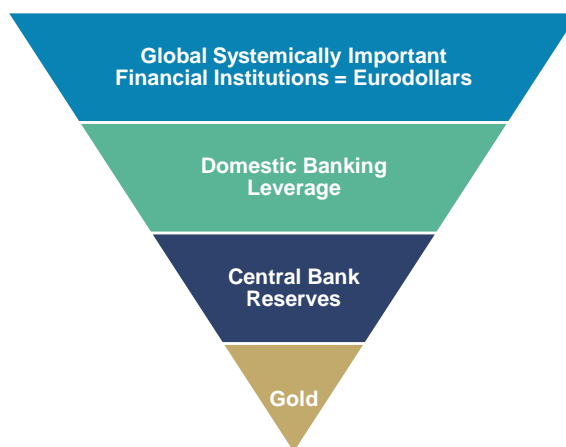 Global Systemically Important
Financial Institutions = Eurodollars
Domestic Banking
Leverage
Central Bank
Reserves
Gold